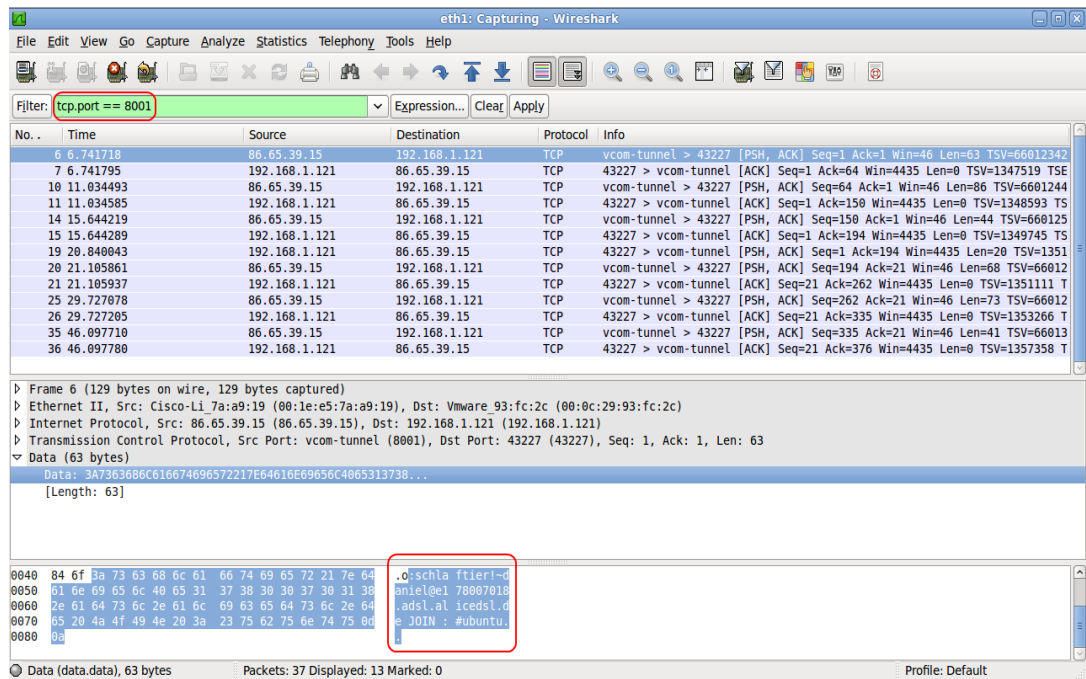 eth1: Capturing - Wireshark
File Edit View Go Capture Analyze Statistics Telephony Tools Help
Filter: tcp.port == 8001 Expression... Clear Apply
No. . Time Source Destination Protocol Info
6 6.741718 86.65.39.15 192.168.1.121 TCP vcom-tunnel > 43227 [PSH, ACK] Seq=1 Ack=1 Win=46 Len=63 TSV=66012342
7 6.741795 192.168.1.121 86.65.39.15 TCP 43227 > vcom-tunnel [ACK] Seq=1 Ack=64 Win=4435 Len=0 TSV=1347519 TSE
10 11.034493 86.65.39.15 192.168.1.121 TCP vcom-tunnel > 43227 [PSH, ACK] Seq=64 Ack=1 Win=46 Len=86 TSV=6601244
11 11.034585 192.168.1.121 86.65.39.15 TCP 43227 > vcom-tunnel [ACK] Seq=1 Ack=150 Win=4435 Len=0 TSV=1348593 TS
14 15.644219 86.65.39.15 192.168.1.121 TCP vcom-tunnel > 43227 [PSH, ACK] Seq=150 Ack=1 Win=46 Len=44 TSV=660125
15 15.644289 192.168.1.121 86.65.39.15 TCP 43227 > vcom-tunnel [ACK] Seq=1 Ack=194 Win=4435 Len=0 TSV=1349745 TS
19 20.840043 192.168.1.121 86.65.39.15 TCP 43227 > vcom-tunnel [PSH, ACK] Seq=1 Ack=194 Win=4435 Len=20 TSV=1351
20 21.105861 86.65.39.15 192.168.1.121 TCP vcom-tunnel > 43227 [PSH, ACK] Seq=194 Ack=21 Win=46 Len=68 TSV=66012
21 21.105937 192.168.1.121 86.65.39.15 TCP 43227 > vcom-tunnel [ACK] Seq=21 Ack=262 Win=4435 Len=0 TSV=1351111 T
25 29.727078 86.65.39.15 192.168.1.121 TCP vcom-tunnel > 43227 [PSH, ACK] Seq=262 Ack=21 Win=46 Len=73 TSV=66012
26 29.727205 192.168.1.121 86.65.39.15 TCP 43227 > vcom-tunnel [ACK] Seq=21 Ack=335 Win=4435 Len=0 TSV=1353266 T
35 46.097710 86.65.39.15 192.168.1.121 TCP vcom-tunnel > 43227 [PSH, ACK] Seq=335 Ack=21 Win=46 Len=41 TSV=66013
36 46.097780 192.168.1.121 86.65.39.15 TCP 43227 > vcom-tunnel [ACK] Seq=21 Ack=376 Win=4435 Len=0 TSV=1357358 T
Frame 6 (129 bytes on wire, 129 bytes captured)
Ethernet II, Src: Cisco-Li_7a:a9:19 (00:1e:e5:7a:a9:19), Dst: Vmware_93:fc:2c (00:0c:29:93:fc:2c)
Internet Protocol, Src: 86.65.39.15 (86.65.39.15), Dst: 192.168.1.121 (192.168.1.121)
Transmission Control Protocol, Src Port: vcom-tunnel (8001), Dst Port: 43227 (43227), Seq: 1, Ack: 1, Len: 63
Data (63 bytes)
Data: 3A7363686C616674696572217E64616E69656C4065313738...
[Length: 63]
0040 84 6f 3a 73 63 68 6c 61 66 74 69 65 72 21 7e 64 .o:schla ftier!~d
0050 61 6e 69 65 6c 40 65 31 37 38 30 30 37 30 31 38 aniel@e1 78007018
0060 2e 61 64 73 6c 2e 61 6c 69 63 65 64 73 6c 2e 64 .adsl.al icedsl.d
0070 65 20 4a 4f 49 4e 20 3a 23 75 62 75 6e 74 75 0d e JOIN : #ubuntu.
0080 0a .
Data (data.data), 63 bytes Packets: 37 Displayed: 13 Marked: 0 Profile: Default